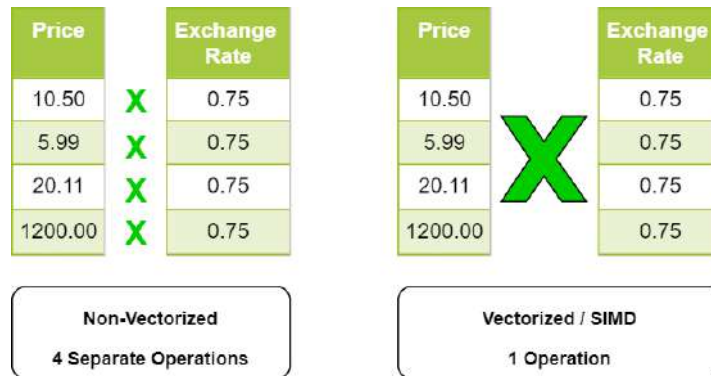 Price Exchange Rate
10.50 X 0.75
5.99 X 0.75
20.11 X 0.75
1200.00 X 0.75
Non-Vectorized
4 Separate Operations
Price Exchange Rate
10.50 0.75
5.99 X 0.75
20.11 0.75
1200.00 0.75
Vectorized / SIMD
1 Operation